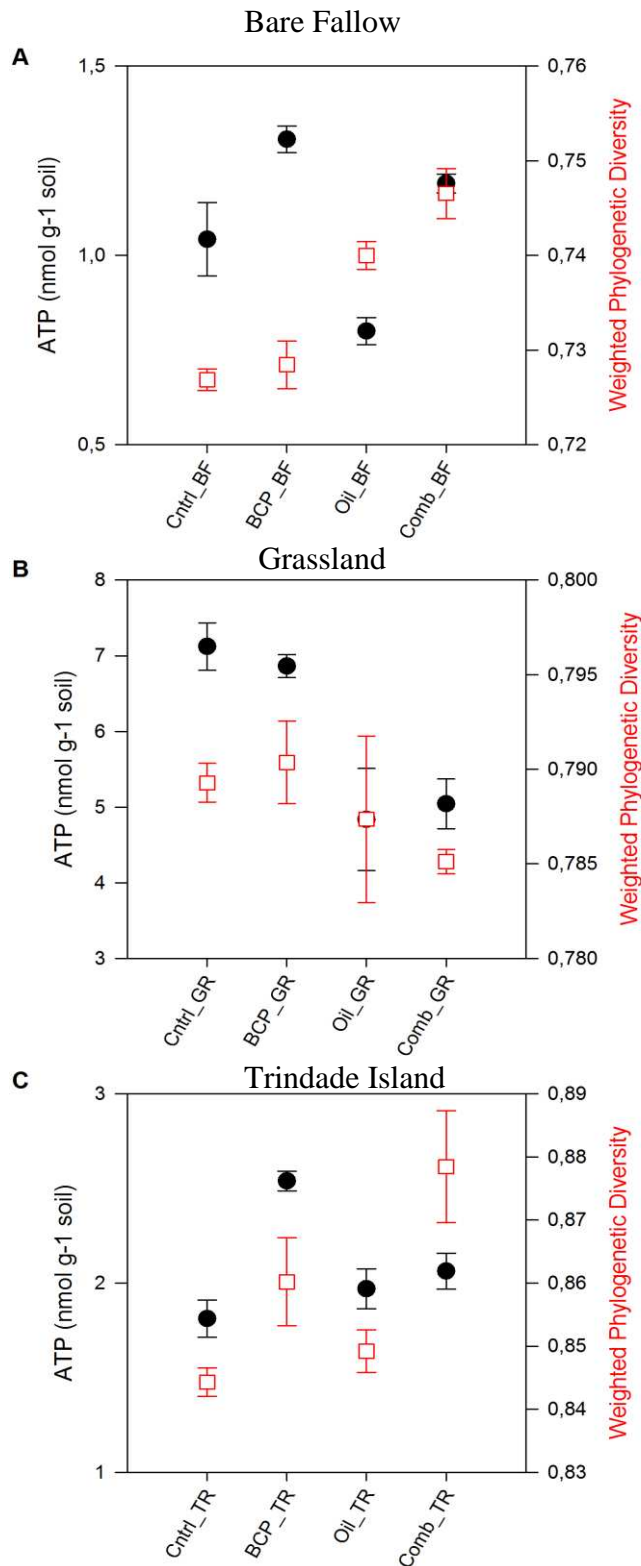 Bare Fallow
A
1,5
1,0
0,5
ATP (nmol g-1 soil)
0,76
0,75
0,74
0,73
0,72
Weighted Phylogenetic Diversity
Cntrl_BF
BCP_BF
Oil_BF
Comb_BF
B
Grassland
8
7
6
5
4
3
ATP (nmol g-1 soil)
0,800
0,795
0,790
0,785
0,780
Weighted Phylogenetic Diversity
Cntrl_GR
BCP_GR
Oil_GR
Comb_GR
C
Trindade Island
3
2
1
ATP (nmol g-1 soil)
0,89
0,88
0,87
0,86
0,85
0,84
0,83
Weighted Phylogenetic Diversity
Cntrl_TR
BCP_TR
Oil_TR
Comb_TR